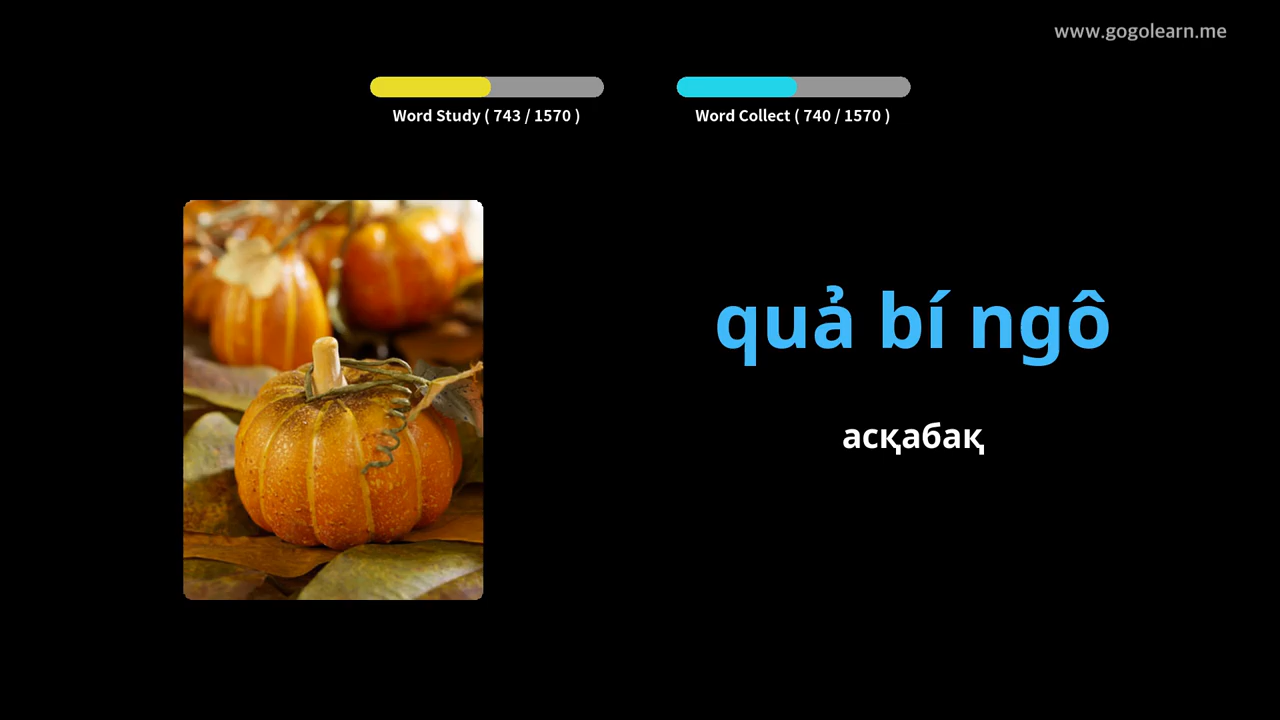 www.gogolearn.me
Word Study ( 743 / 1570 )
Word Collect ( 740 / 1570 )
quả bí ngô
асқабақ